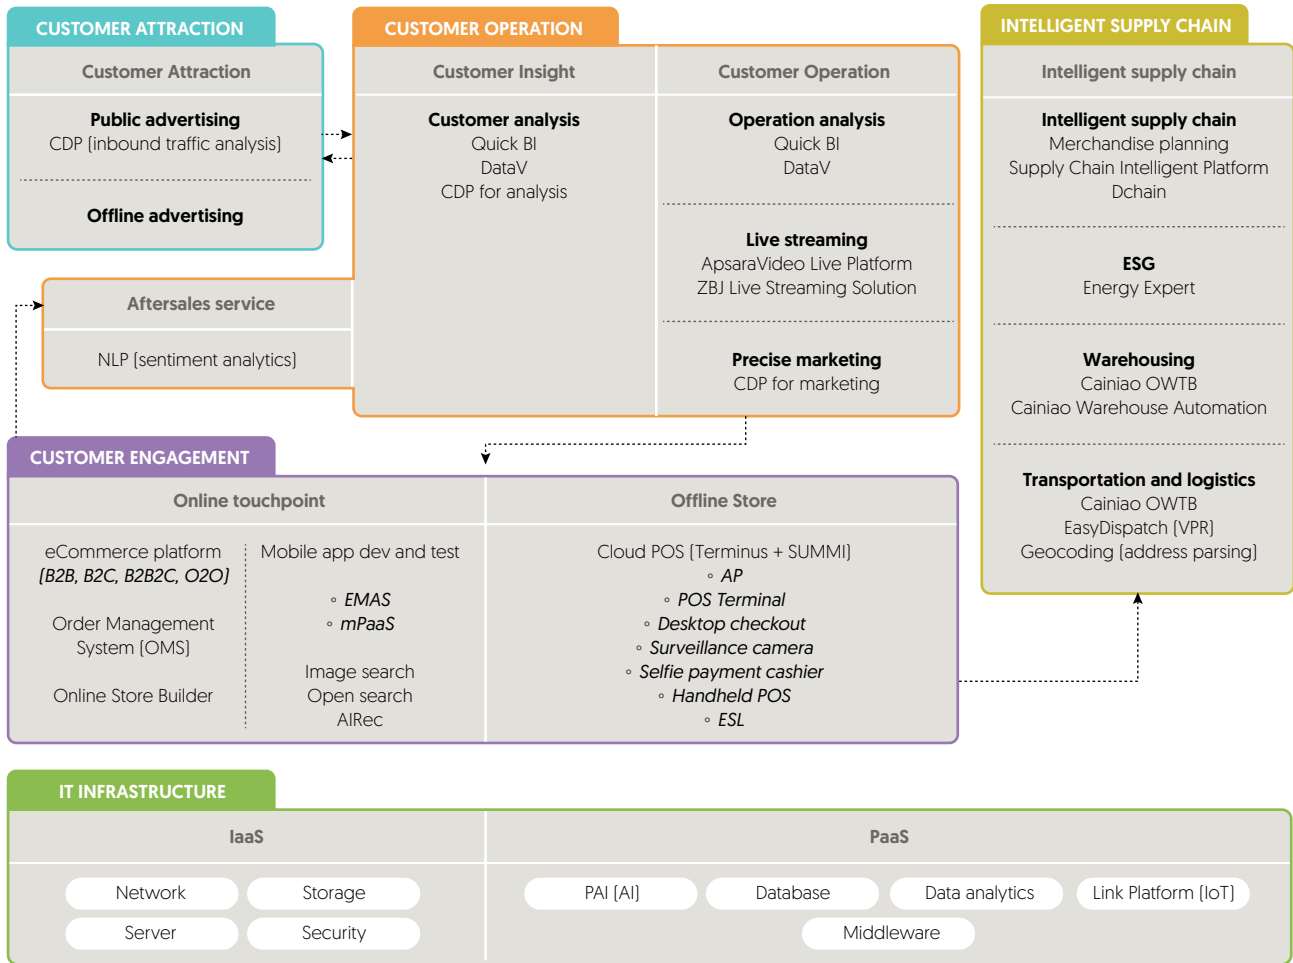 CUSTOMER ATTRACTION
Customer Attraction
Public advertising
CDP (inbound traffic analysis)
Offline advertising
CUSTOMER OPERATION
Customer Insight
Customer analysis
Quick BI
DataV
CDP for analysis
Customer Operation
Operation analysis
Quick BI
DataV
Live streaming
ApsaraVideo Live Platform
ZBJ Live Streaming Solution
Precise marketing
CDP for marketing
Aftersales service
NLP (sentiment analytics)
INTELLIGENT SUPPLY CHAIN
Intelligent supply chain
Intelligent supply chain
Merchandise planning
Supply Chain Intelligent Platform
Dchain
ESG
Energy Expert
Warehousing
Cainiao OWTB
Cainiao Warehouse Automation
Transportation and logistics
Cainiao OWTB
EasyDispatch (VPR)
Geocoding (address parsing)
CUSTOMER ENGAGEMENT
Online touchpoint
eCommerce platform
(B2B, B2C, B2B2C, O2O)
Order Management
System (OMS)
Online Store Builder
Mobile app dev and test
◦ EMAS
◦ mPaaS
Image search
Open search
AIRec
Offline Store
Cloud POS (Terminus + SUMMI)
◦ AP
◦ POS Terminal
◦ Desktop checkout
◦ Surveillance camera
◦ Selfie payment cashier
◦ Handheld POS
◦ ESL
IT INFRASTRUCTURE
IaaS
Network
Storage
Server
Security
PaaS
PAI (AI)
Database
Data analytics
Link Platform (IoT)
Middleware